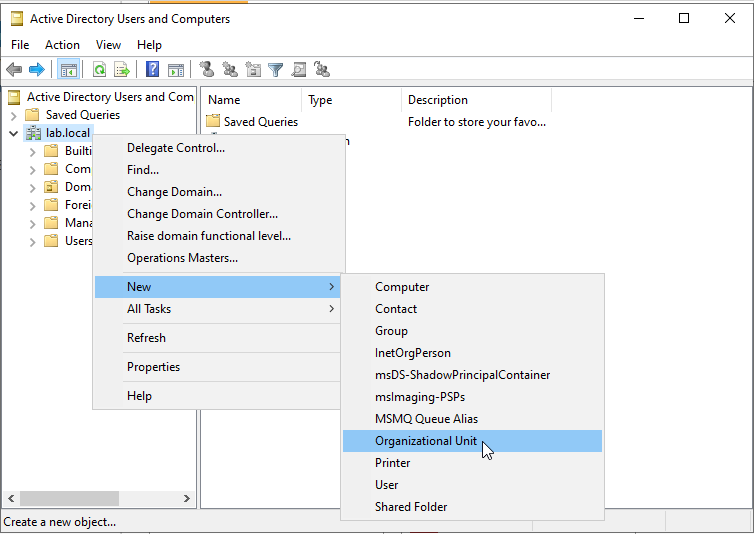 Active Directory Users and Computers
File Action View Help
Active Directory Users and Com
Saved Queries
lab.local
Builti
Com
Doma
Forei
Mana
Users
Name Type Description
Saved Queries Folder to store your favo...
Delegate Control...
Find...
Change Domain...
Change Domain Controller...
Raise domain functional level...
Operations Masters...
New
All Tasks
Refresh
Properties
Help
Computer
Contact
Group
InetOrgPerson
msDS-ShadowPrincipalContainer
msImaging-PSPs
MSMQ Queue Alias
Organizational Unit
Printer
User
Shared Folder
Create a new object...